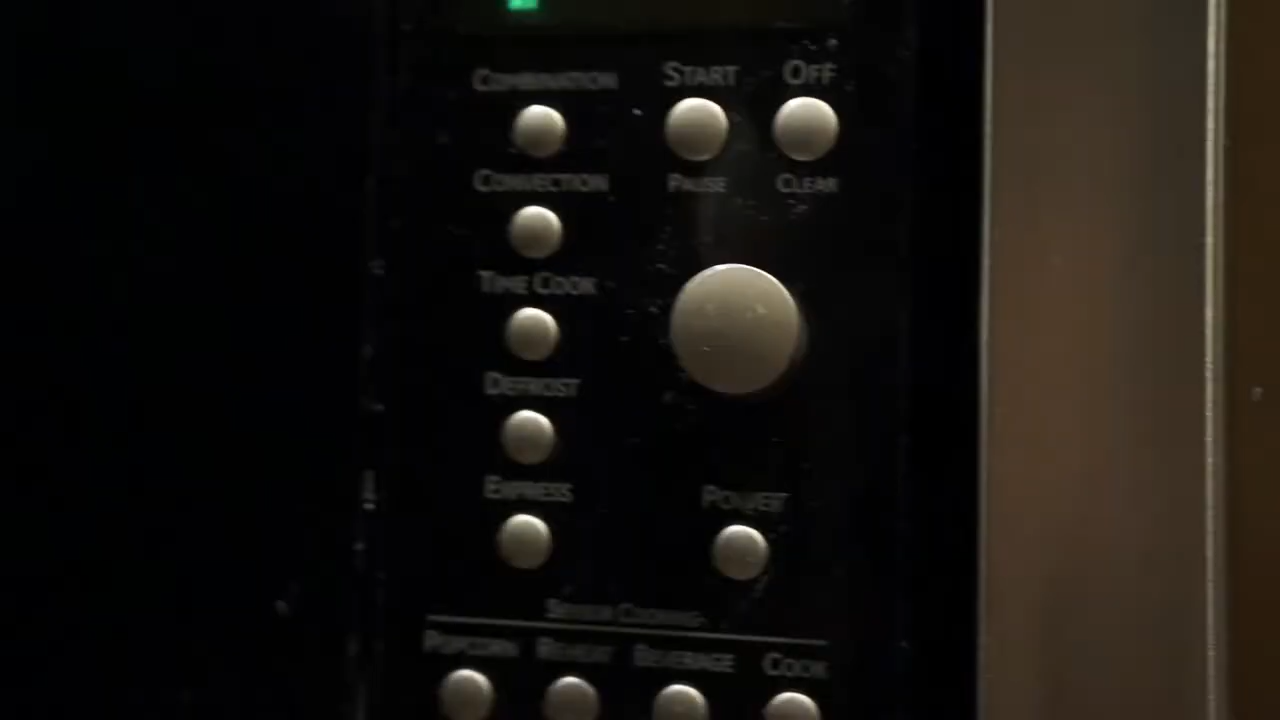 COMBINATION
START
OFF
CONVECTION
PAUSE
CLEAR
TIME COOK
DEFROST
EXPRESS
POWER
SENSOR COOKING
POPCORN
REHEAT
BEVERAGE
COOK